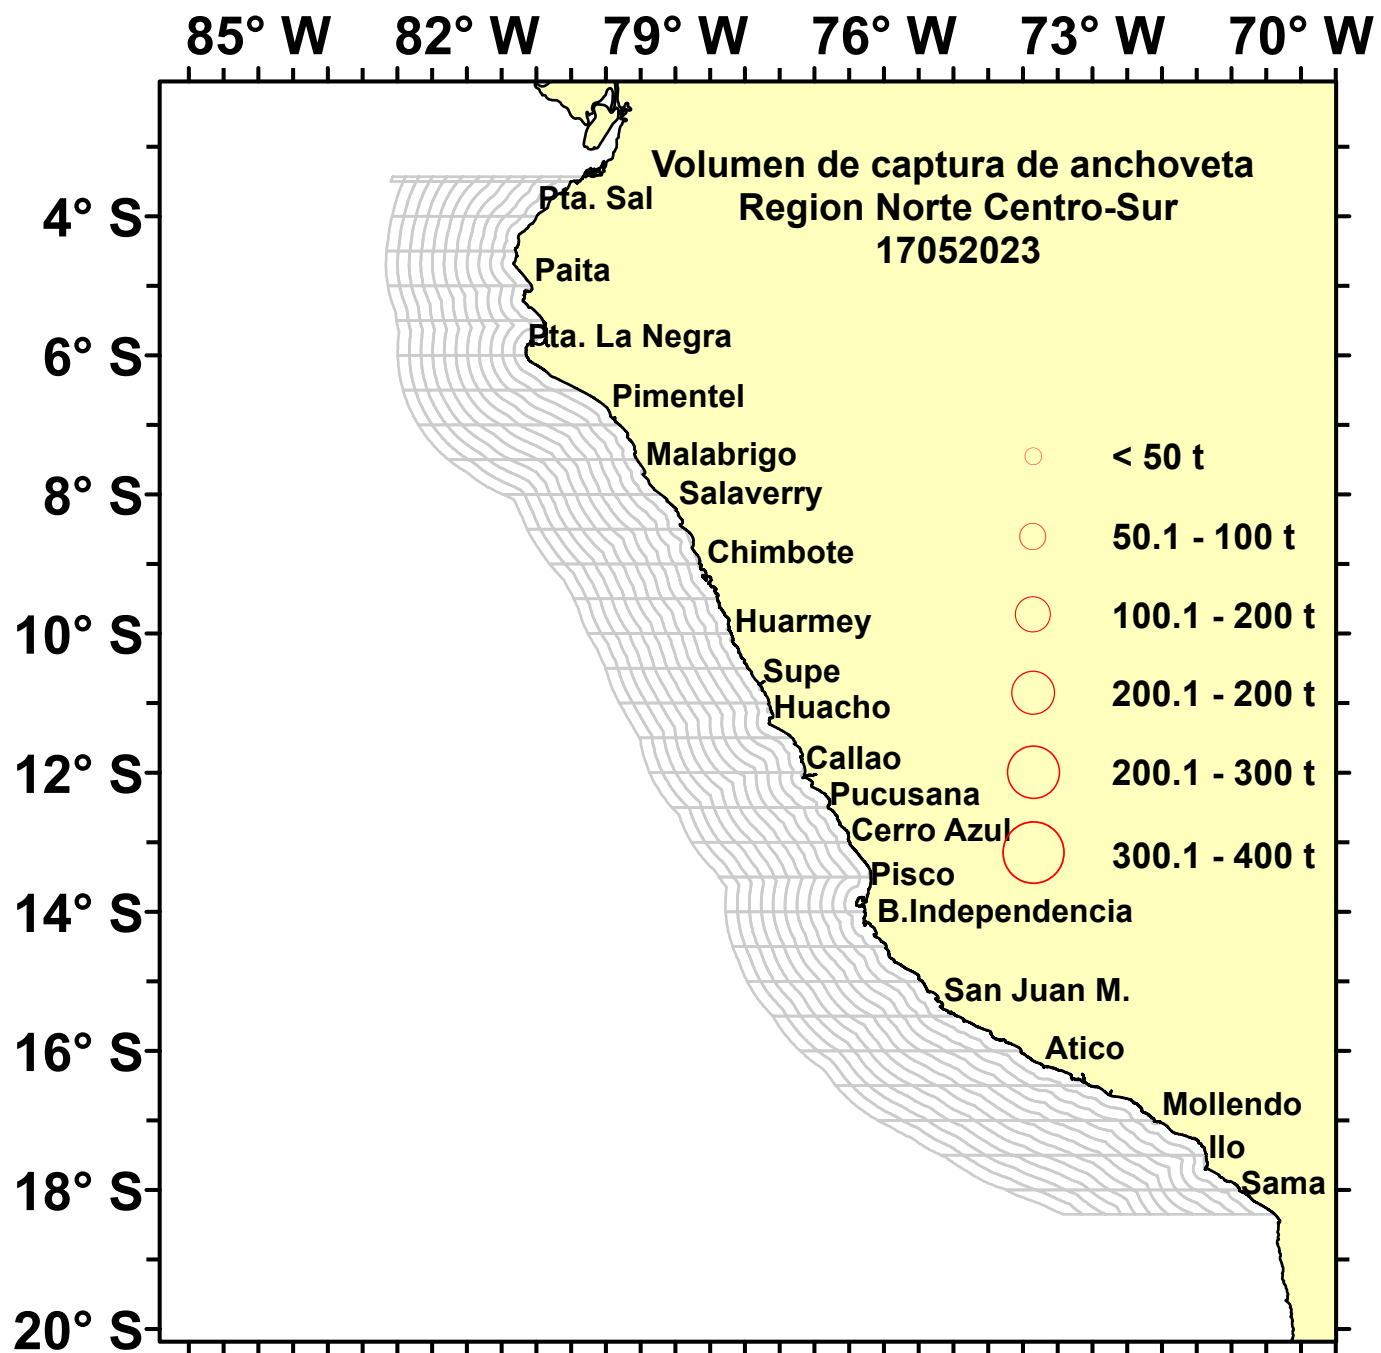 85° W 82° W 79° W 76° W 73° W 70° W
Volumen de captura de anchoveta
Region Norte Centro-Sur
17052023
4° S
6° S
8° S
10° S
12° S
14° S
16° S
18° S
20° S
Pta. Sal
Paita
Pta. La Negra
Pimentel
Malabrigo
Salaverry
Chimbote
Huarmey
Supe
Huacho
Callao
Pucusana
Cerro Azul
Pisco
B.Independencia
San Juan M.
Atico
Mollendo
Ilo
Sama
< 50 t
50.1 - 100 t
100.1 - 200 t
200.1 - 200 t
200.1 - 300 t
300.1 - 400 t